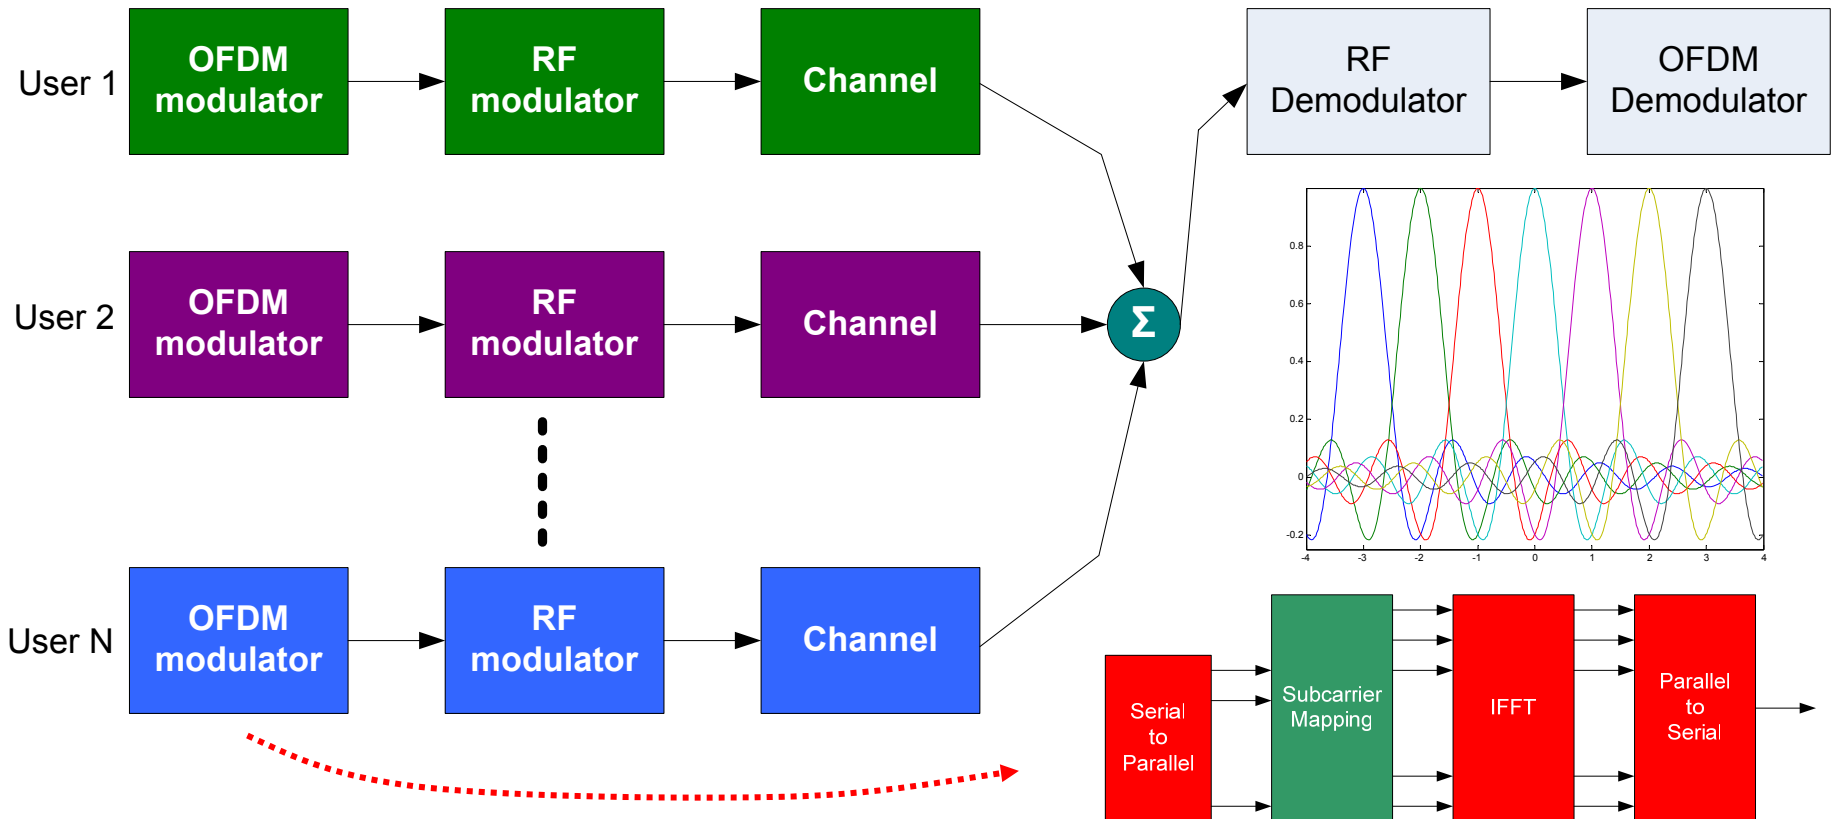 User 1
OFDM
modulator
RF
modulator
Channel
RF
Demodulator
OFDM
Demodulator
User 2
OFDM
modulator
RF
modulator
Channel
Σ
0.8
0.6
0.4
0.2
0
-0.2
-4 -3 -2 -1 0 1 2 3 4
User N
OFDM
modulator
RF
modulator
Channel
Serial
to
Parallel
Subcarrier
Mapping
IFFT
Parallel
to
Serial